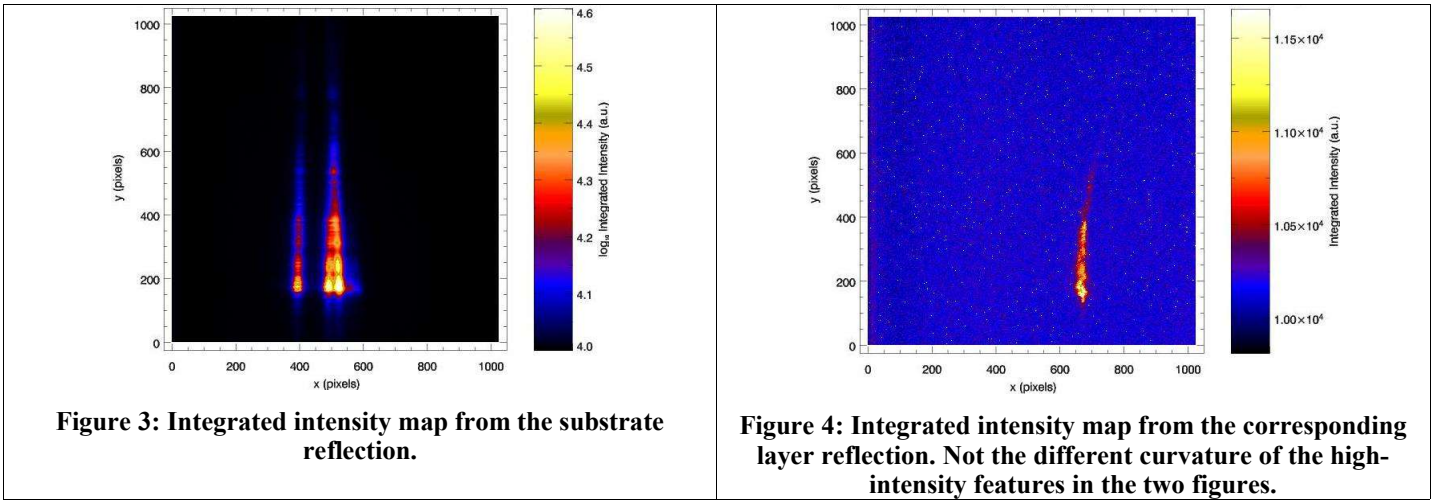 1000
800
600
400
200
0
y (pixels)
0 200 400 600 800 1000
x (pixels)
4.6
4.5
4.4
4.3
4.2
4.1
4.0
Integrated Intensity (a.u.)
Figure 3: Integrated intensity map from the substrate
reflection.
1000
800
600
400
200
0
y (pixels)
0 200 400 600 800 1000
x (pixels)
1.15×10⁴
1.10×10⁴
1.05×10⁴
1.00×10⁴
Integrated Intensity (a.u.)
Figure 4: Integrated intensity map from the corresponding
layer reflection. Not the different curvature of the high-
intensity features in the two figures.